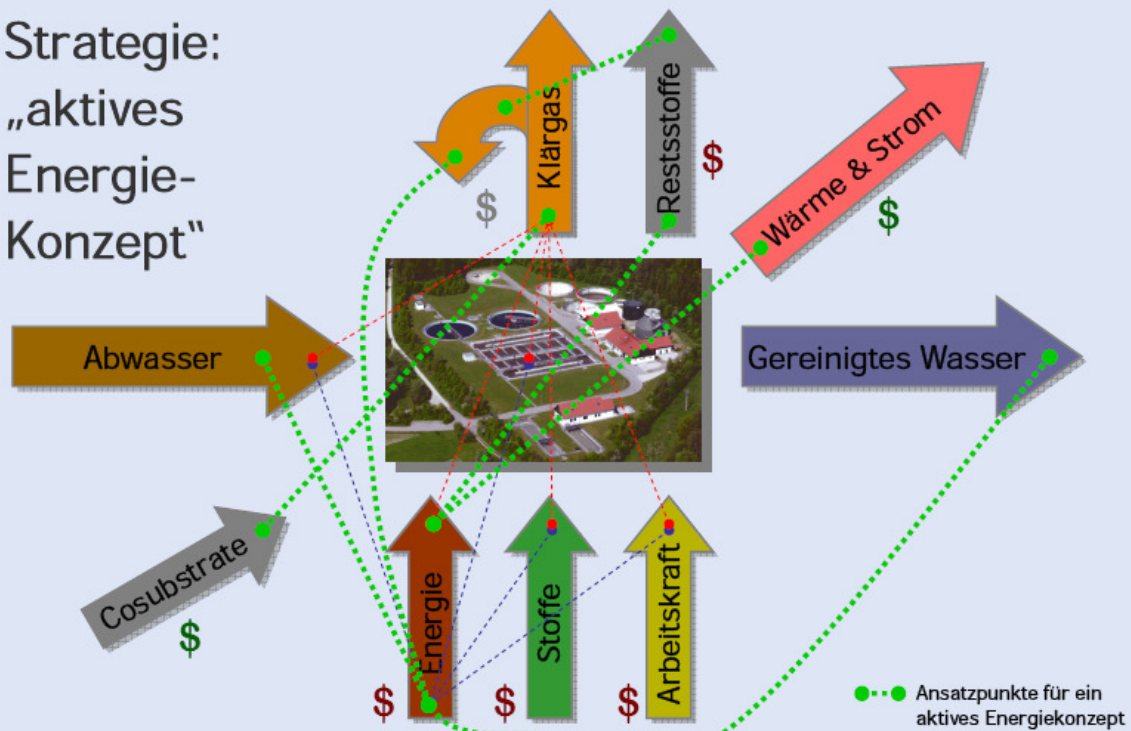 Strategie:
„aktives
Energie-
Konzept“
Klärgas
Reststsoffe
$
$
Wärme & Strom
$
Abwasser
Gereinigtes Wasser
Cosubstrate
$
Energie
$
Stoffe
$
Arbeitskraft
$
Ansatzpunkte für ein
aktives Energiekonzept